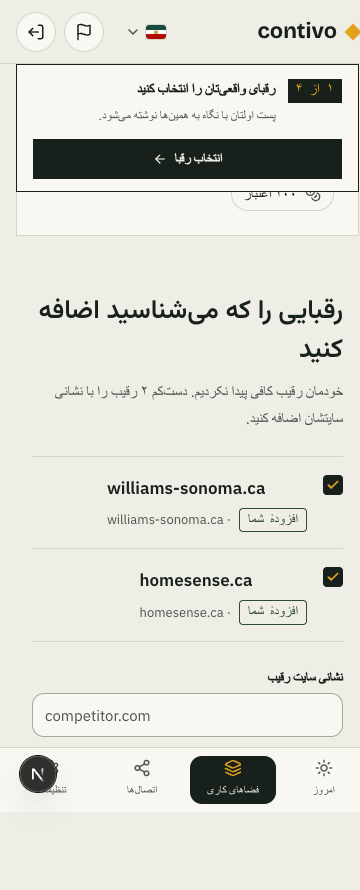 contivo
۱ از ۴
رقبای واقعی‌تان را انتخاب کنید
پست اولتان با نگاه به همین‌ها نوشته می‌شود.
انتخاب رقبا
۱۰۰ اعتبار
رقبایی را که می‌شناسید اضافه
کنید
خودمان رقیب کافی پیدا نکردیم. دست‌کم ۲ رقیب را با نشانی
سایتشان اضافه کنید.
williams-sonoma.ca
افزودهٔ شما · williams-sonoma.ca
homesense.ca
افزودهٔ شما · homesense.ca
نشانی سایت رقیب
competitor.com
امروز
فضاهای کاری
اتصال‌ها
N